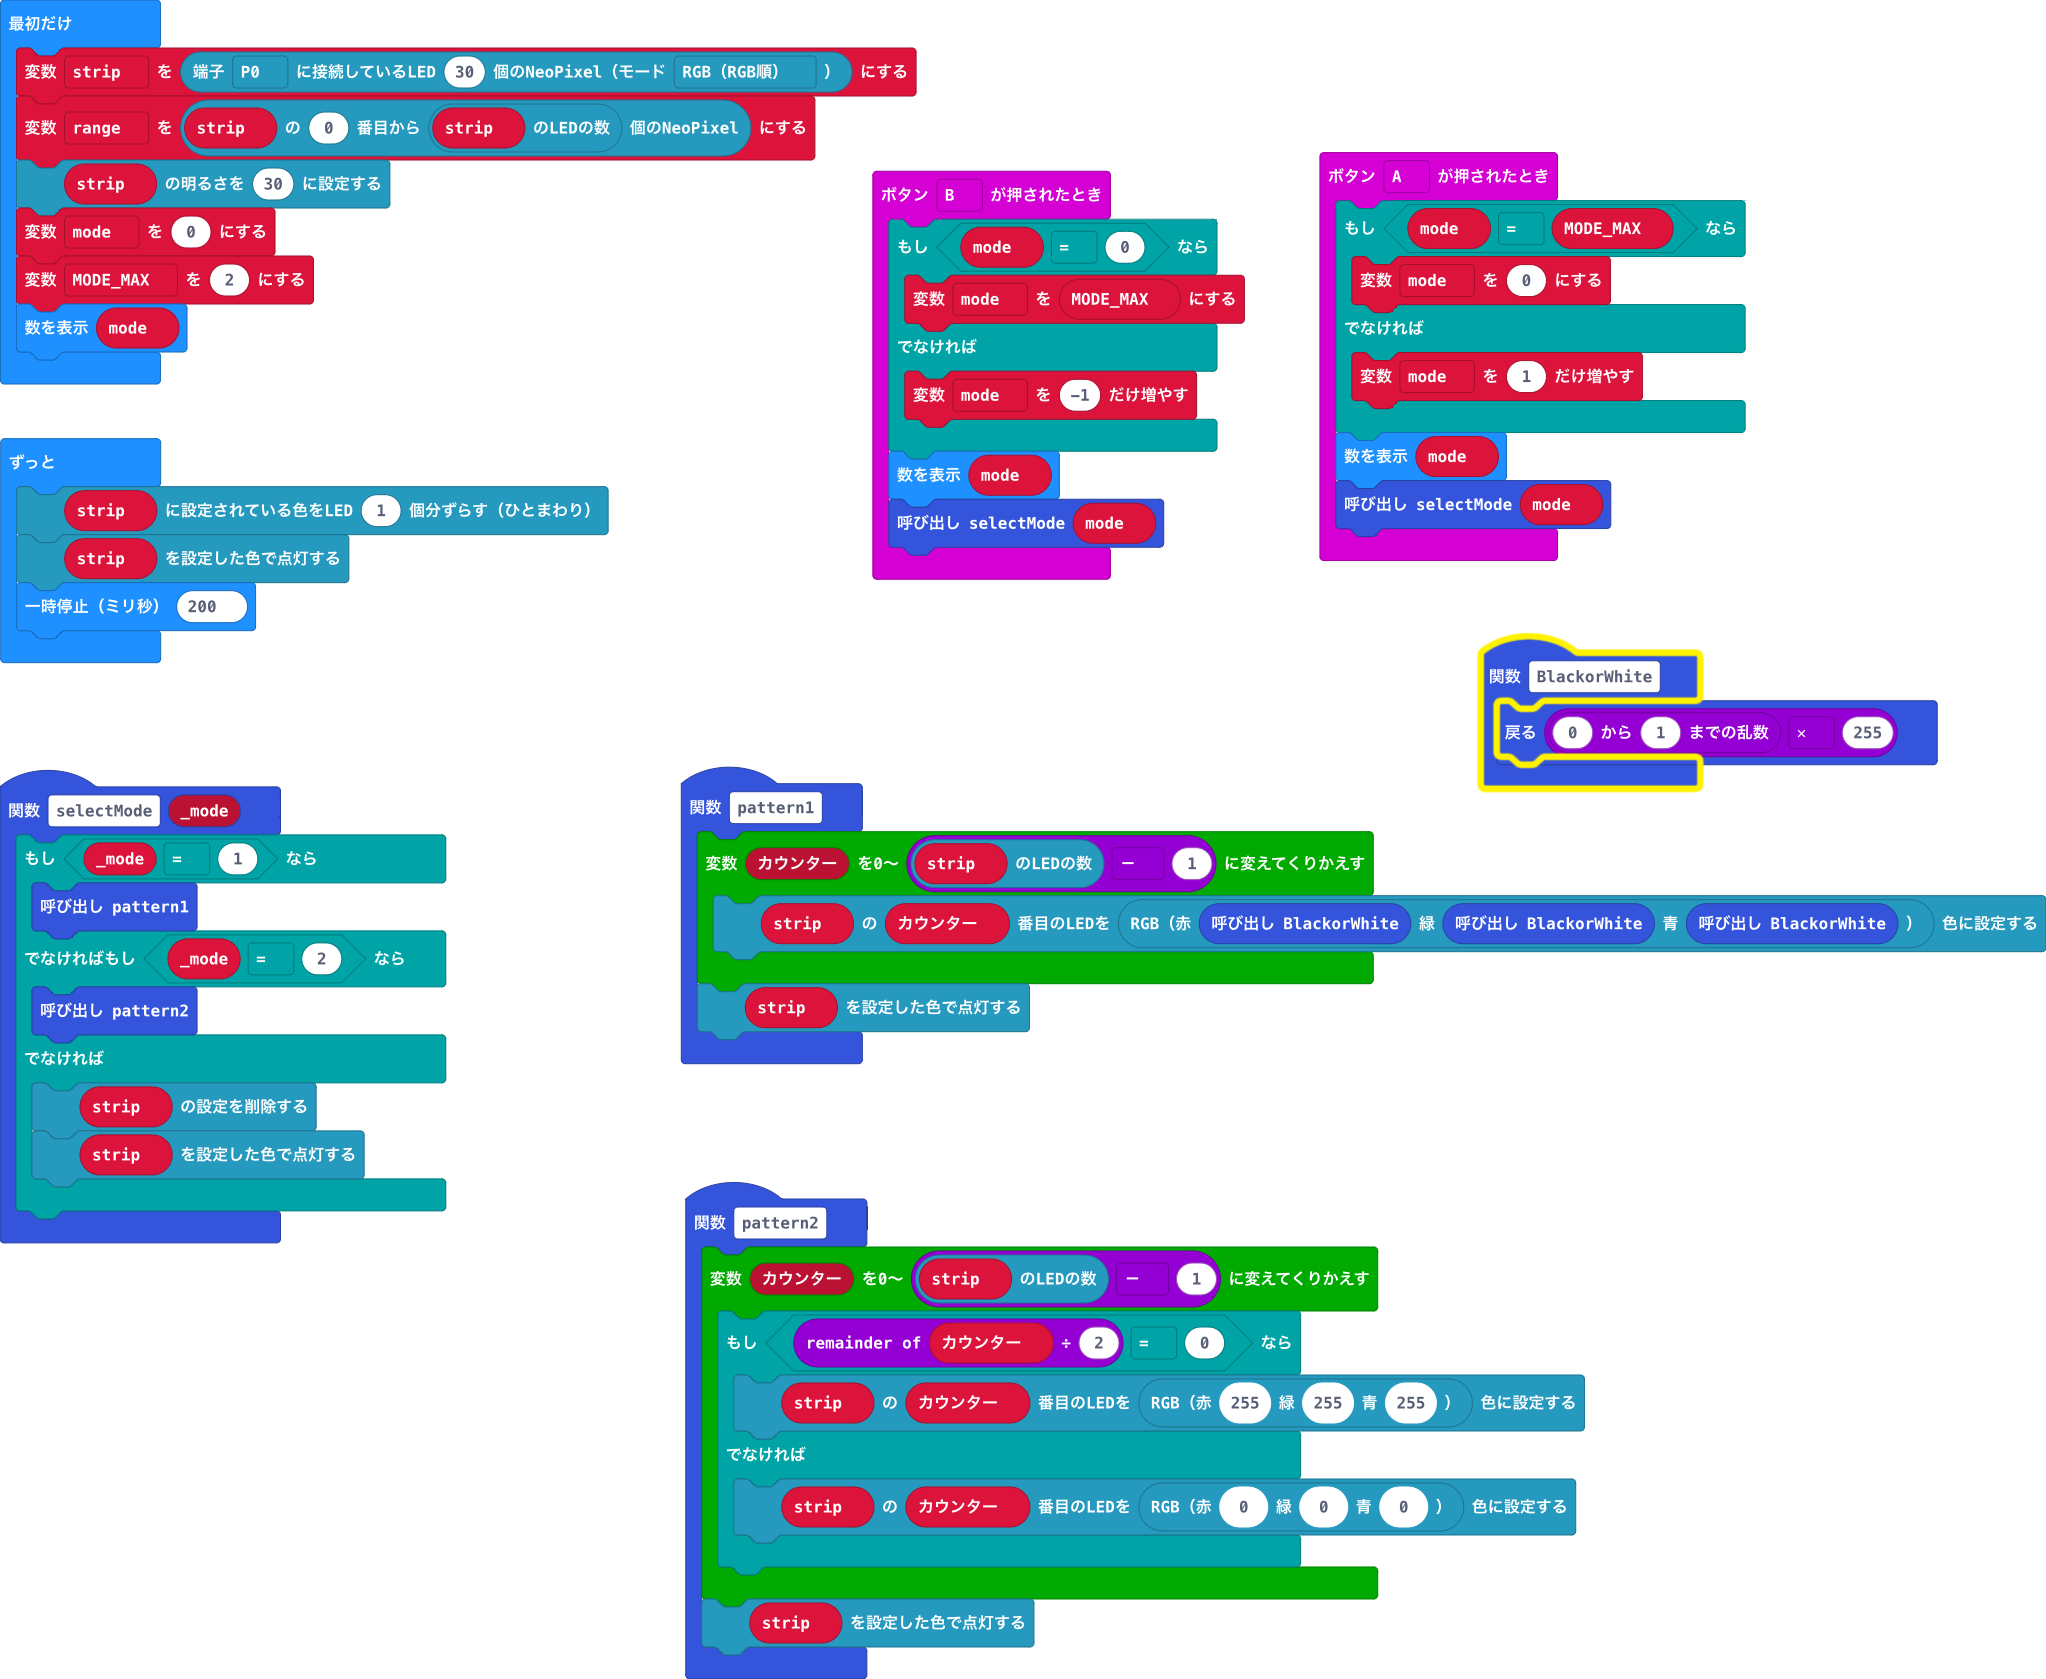 最初だけ
変数 strip を 端子 P0 に接続しているLED 30 個のNeoPixel（モード RGB（RGB順） ） にする
変数 range を strip の 0 番目から strip のLEDの数 個のNeoPixel にする
strip の明るさを 30 に設定する
変数 mode を 0 にする
変数 MODE_MAX を 2 にする
数を表示 mode
ボタン B が押されたとき
もし mode = 0 なら
変数 mode を MODE_MAX にする
でなければ
変数 mode を -1 だけ増やす
数を表示 mode
呼び出し selectMode mode
ボタン A が押されたとき
もし mode = MODE_MAX なら
変数 mode を 0 にする
でなければ
変数 mode を 1 だけ増やす
数を表示 mode
呼び出し selectMode mode
ずっと
strip に設定されている色をLED 1 個分ずらす（ひとまわり）
strip を設定した色で点灯する
一時停止（ミリ秒） 200
関数 BlackorWhite
戻る 0 から 1 までの乱数 × 255
関数 selectMode _mode
もし _mode = 1 なら
呼び出し pattern1
でなければもし _mode = 2 なら
呼び出し pattern2
でなければ
strip の設定を削除する
strip を設定した色で点灯する
関数 pattern1
変数 カウンター を0～ strip のLEDの数 － 1 に変えてくりかえす
strip の カウンター 番目のLEDを RGB（赤 呼び出し BlackorWhite 緑 呼び出し BlackorWhite 青 呼び出し BlackorWhite ） 色に設定する
strip を設定した色で点灯する
関数 pattern2
変数 カウンター を0～ strip のLEDの数 － 1 に変えてくりかえす
もし remainder of カウンター ÷ 2 = 0 なら
strip の カウンター 番目のLEDを RGB（赤 255 緑 255 青 255 ） 色に設定する
でなければ
strip の カウンター 番目のLEDを RGB（赤 0 緑 0 青 0 ） 色に設定する
strip を設定した色で点灯する